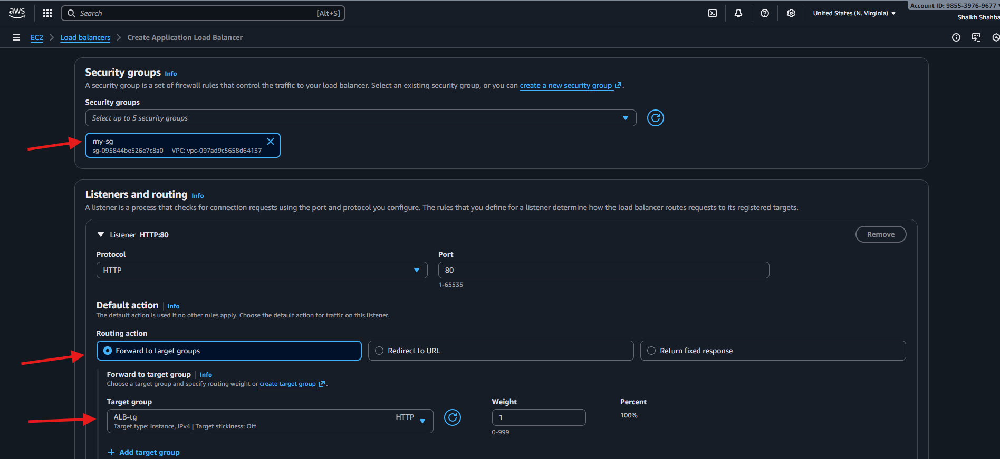 aws
Search [Alt+S]
United States (N. Virginia)
Account ID: 9855-3976-9677
Shaikh Shahba
EC2 > Load balancers > Create Application Load Balancer
Security groups Info
A security group is a set of firewall rules that control the traffic to your load balancer. Select an existing security group, or you can create a new security group .
Security groups
Select up to 5 security groups
my-sg
sg-095844be526e7c8a0 VPC: vpc-097ad9c5658d64137
Listeners and routing Info
A listener is a process that checks for connection requests using the port and protocol you configure. The rules that you define for a listener determine how the load balancer routes requests to its registered targets.
Listener HTTP:80
Remove
Protocol
Port
HTTP
80
1-65535
Default action Info
The default action is used if no other rules apply. Choose the default action for traffic on this listener.
Routing action
Forward to target groups
Redirect to URL
Return fixed response
Forward to target group Info
Choose a target group and specify routing weight or create target group .
Target group
Weight
Percent
ALB-tg HTTP
Target type: Instance, IPv4 | Target stickiness: Off
1
100%
0-999
+ Add target group